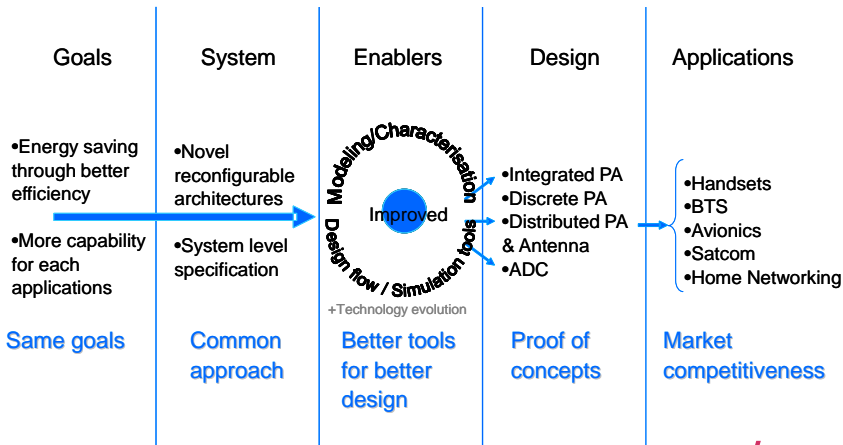 Goals
System
Enablers
Design
Applications
•Energy saving
through better
efficiency
•More capability
for each
applications
•Novel
reconfigurable
architectures
•System level
specification
Modeling/Characterisation
Improved
Design flow / Simulation tools
+Technology evolution
•Integrated PA
•Discrete PA
•Distributed PA
& Antenna
•ADC
•Handsets
•BTS
•Avionics
•Satcom
•Home Networking
Same goals
Common
approach
Better tools
for better
design
Proof of
concepts
Market
competitiveness